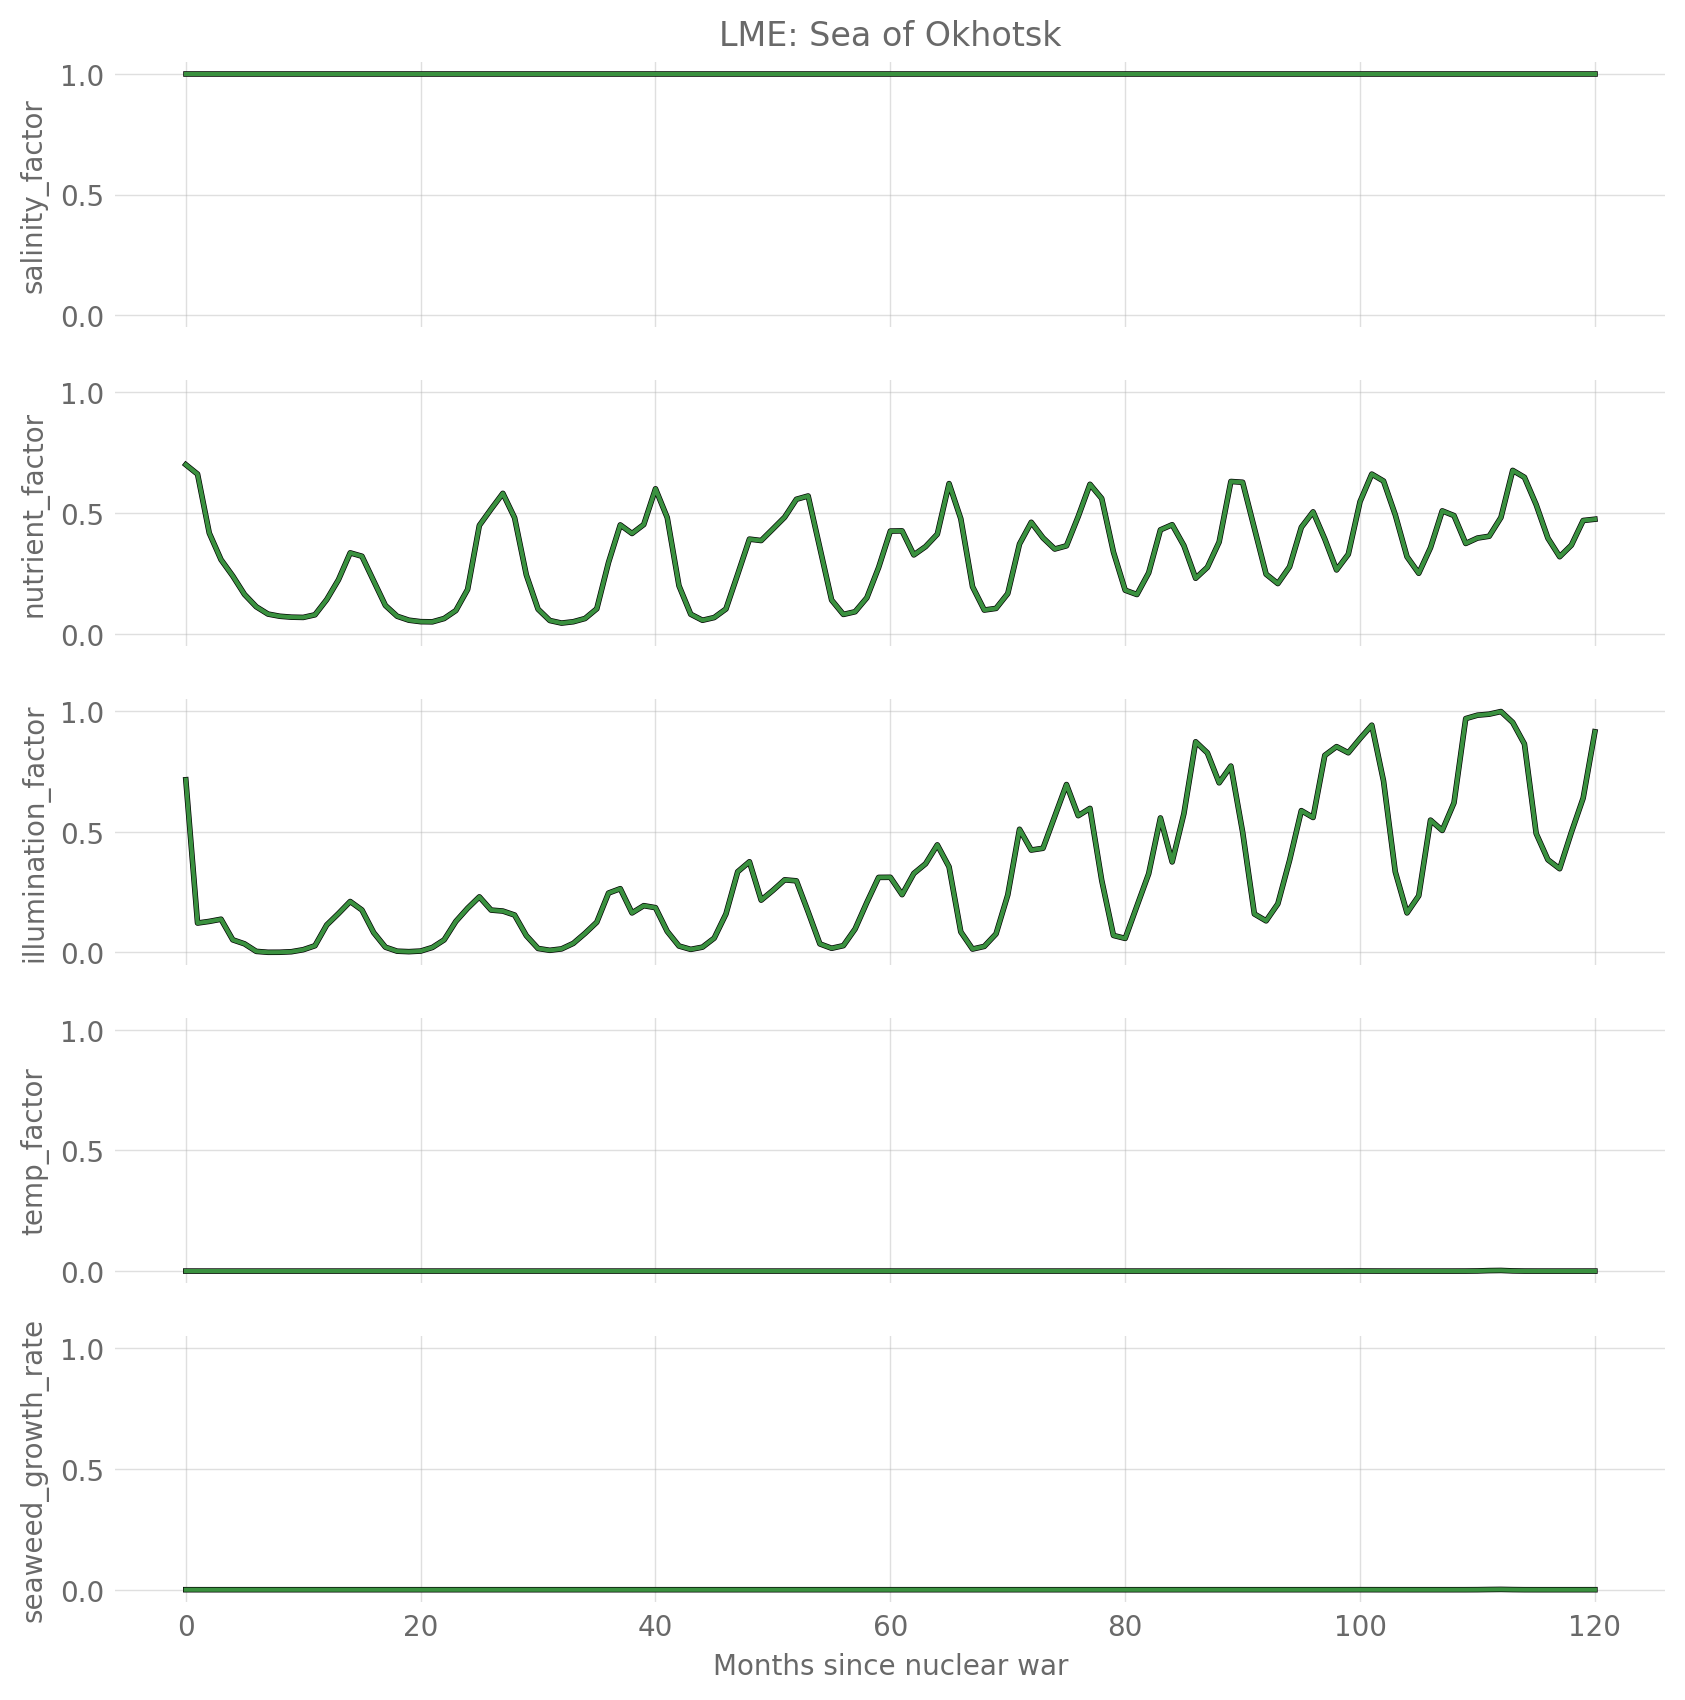 LME: Sea of Okhotsk
1.0
0.5
0.0
salinity_factor
1.0
0.5
0.0
nutrient_factor
1.0
0.5
0.0
illumination_factor
1.0
0.5
0.0
temp_factor
1.0
0.5
0.0
seaweed_growth_rate
0 20 40 60 80 100 120
Months since nuclear war